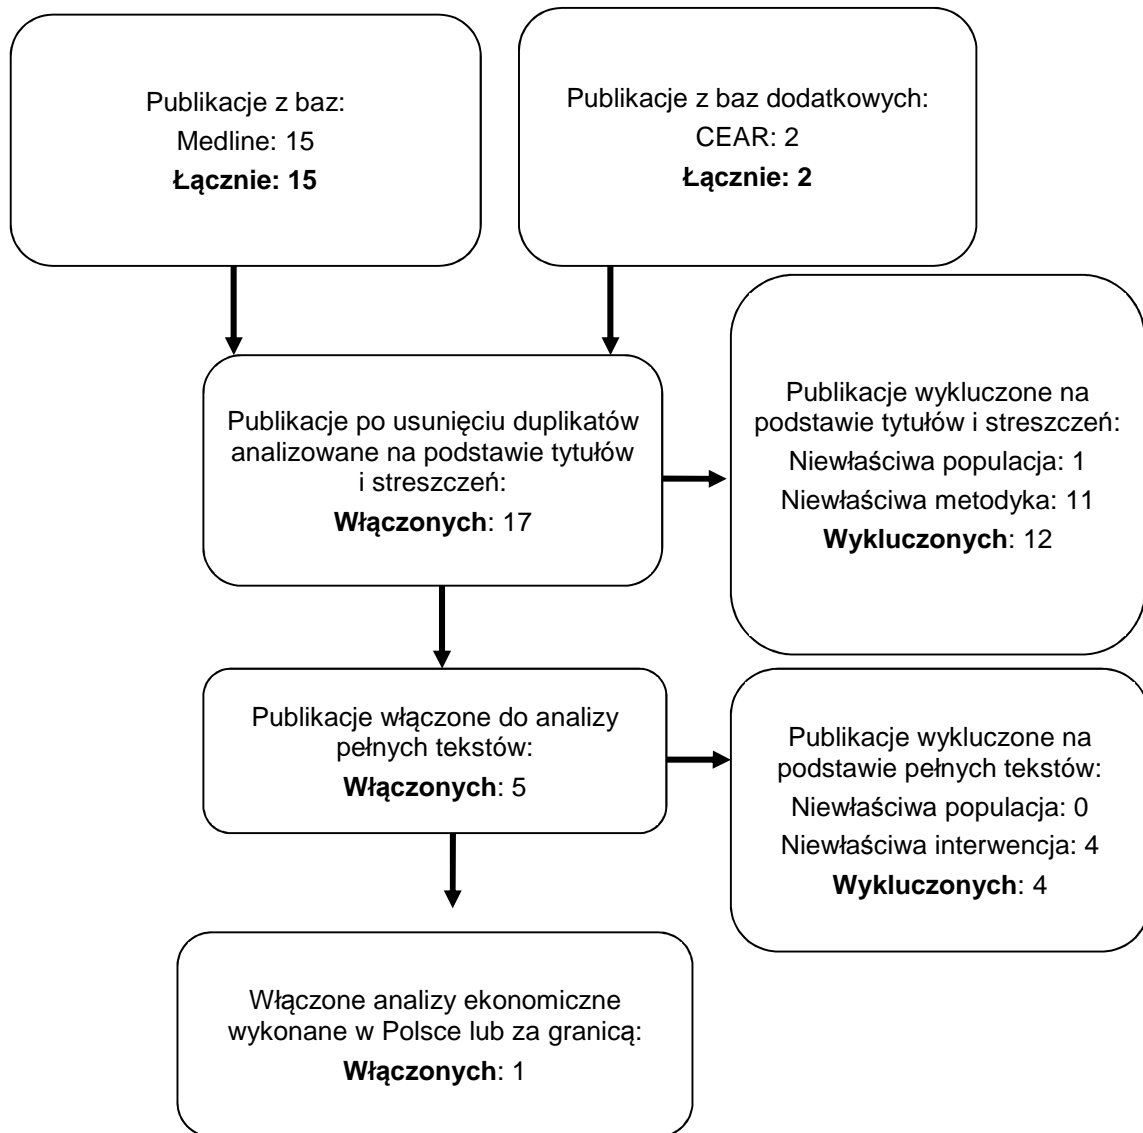 Publikacje z baz:
Medline: 15
Łącznie: 15
Publikacje z baz dodatkowych:
CEAR: 2
Łącznie: 2
Publikacje po usunięciu duplikatów
analizowane na podstawie tytułów
i streszczeń:
Włączonych: 17
Publikacje wykluczone na
podstawie tytułów i streszczeń:
Niewłaściwa populacja: 1
Niewłaściwa metodyka: 11
Wykluczonych: 12
Publikacje włączone do analizy
pełnych tekstów:
Włączonych: 5
Publikacje wykluczone na
podstawie pełnych tekstów:
Niewłaściwa populacja: 0
Niewłaściwa interwencja: 4
Wykluczonych: 4
Włączone analizy ekonomiczne
wykonane w Polsce lub za granicą:
Włączonych: 1